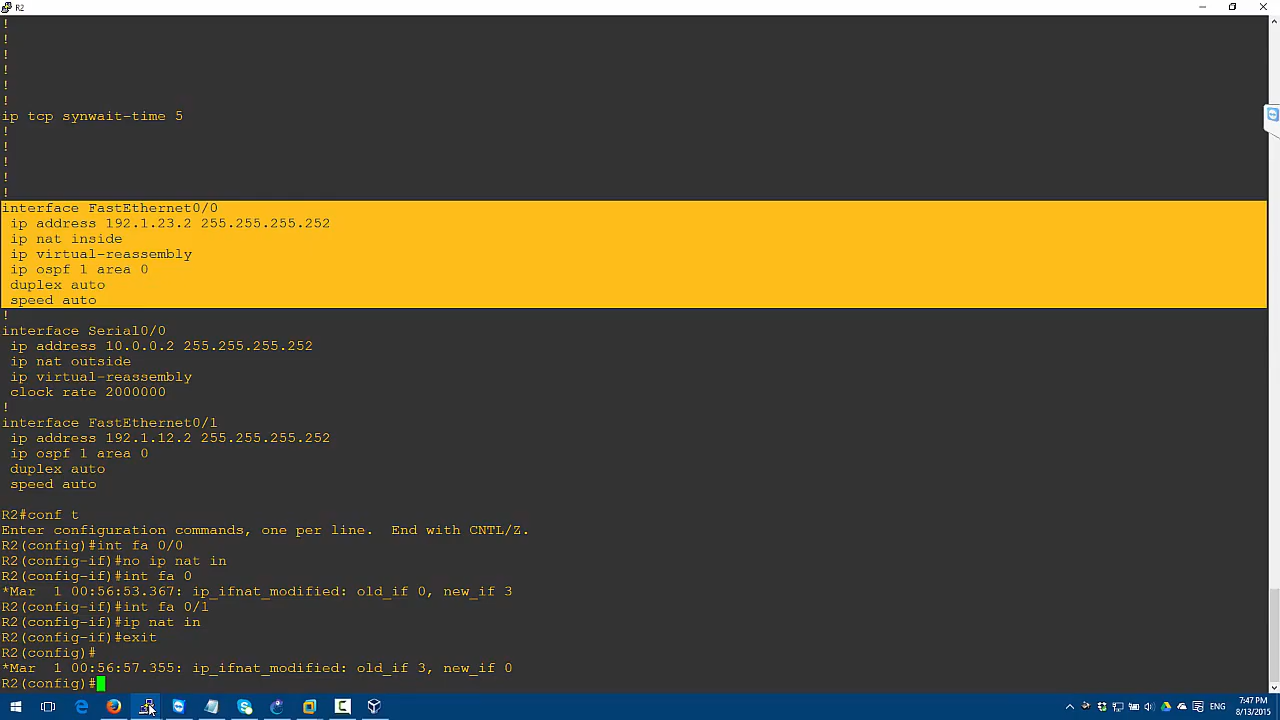 R2
!
!
!
!
!
!
ip tcp synwait-time 5
!
!
!
!
!
interface FastEthernet0/0
 ip address 192.1.23.2 255.255.255.252
 ip nat inside
 ip virtual-reassembly
 ip ospf 1 area 0
 duplex auto
 speed auto
!
interface Serial0/0
 ip address 10.0.0.2 255.255.255.252
 ip nat outside
 ip virtual-reassembly
 clock rate 2000000
!
interface FastEthernet0/1
 ip address 192.1.12.2 255.255.255.252
 ip ospf 1 area 0
 duplex auto
 speed auto
R2#conf t
Enter configuration commands, one per line.  End with CNTL/Z.
R2(config)#int fa 0/0
R2(config-if)#no ip nat in
R2(config-if)#int fa 0
*Mar  1 00:56:53.367: ip_ifnat_modified: old_if 0, new_if 3
R2(config-if)#int fa 0/1
R2(config-if)#ip nat in
R2(config-if)#exit
R2(config)#
*Mar  1 00:56:57.355: ip_ifnat_modified: old_if 3, new_if 0
R2(config)#
ENG
7:47 PM
8/13/2015